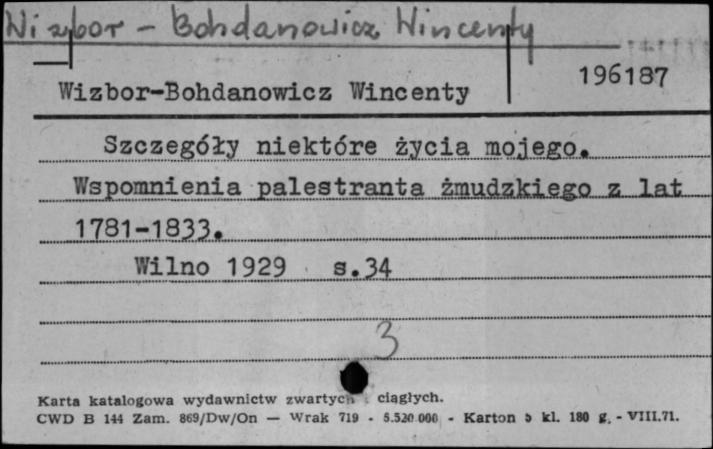 Wizbor - Bohdanowicz Wincenty
196187
Wizbor-Bohdanowicz Wincenty
Szczegóły niektóre życia mojego.
Wspomnienia palestranta żmudzkiego z lat
1781-1833.
Wilno 1929 s.34
3
Karta katalogowa wydawnictw zwartych i ciągłych.
CWD B 144 Zam. 869/Dw/On — Wrak 719 - 5.520.000 - Karton 5 kl. 180 g. - VIII.71.